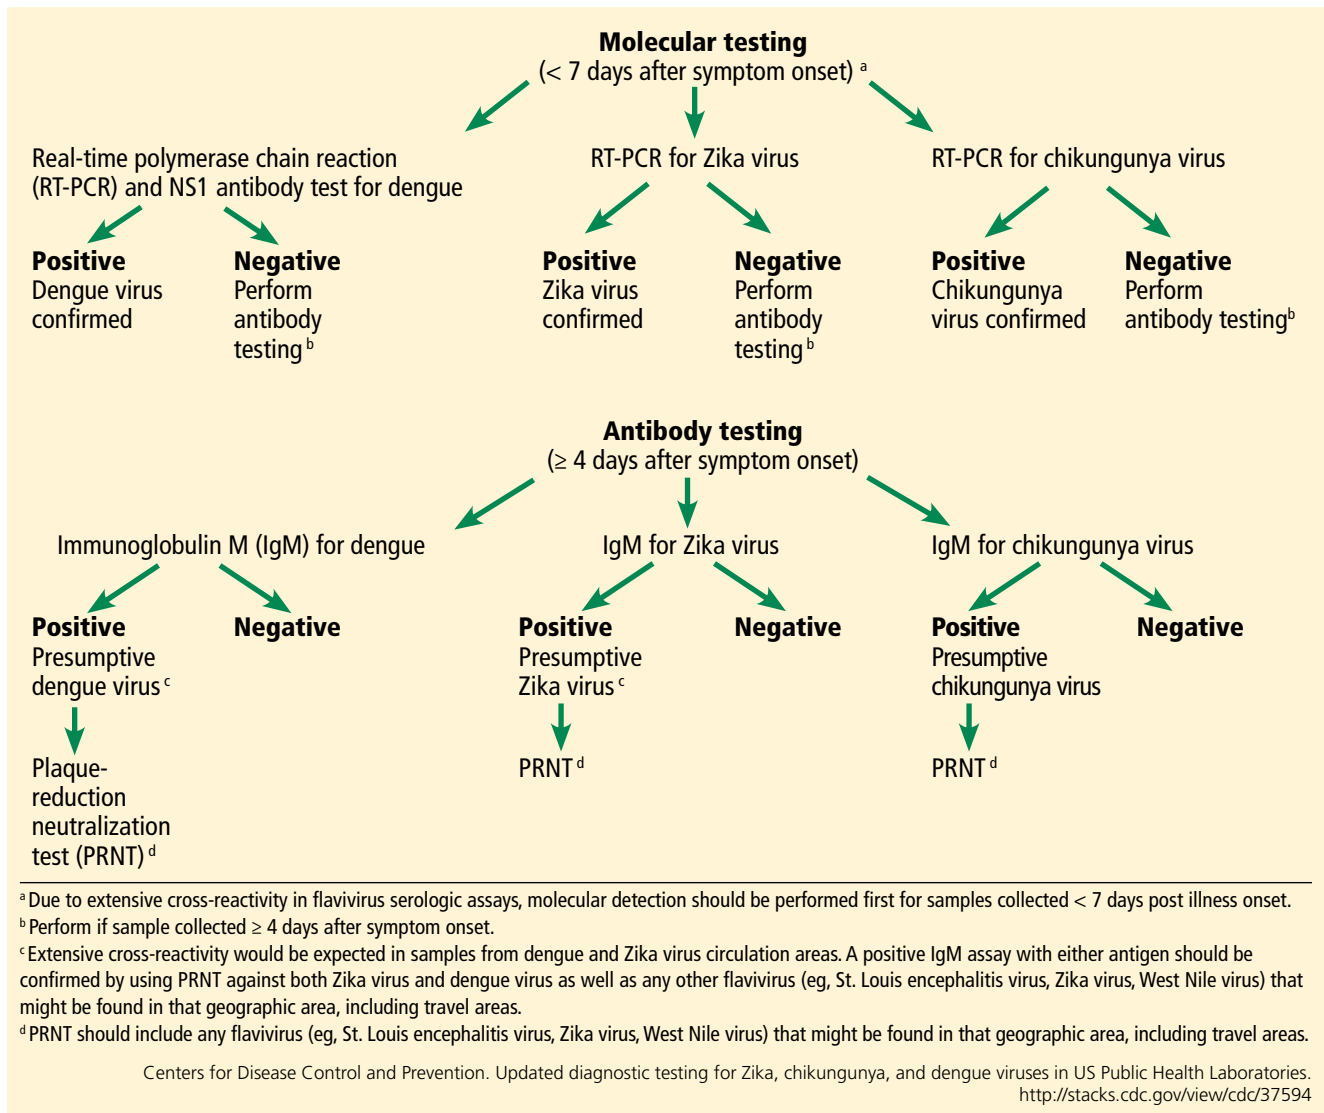 Molecular testing
(< 7 days after symptom onset) a
Real-time polymerase chain reaction
(RT-PCR) and NS1 antibody test for dengue
RT-PCR for Zika virus
RT-PCR for chikungunya virus
Positive
Dengue virus
confirmed
Negative
Perform
antibody
testing b
Positive
Zika virus
confirmed
Negative
Perform
antibody
testing b
Positive
Chikungunya
virus confirmed
Negative
Perform
antibody testing b
Antibody testing
(≥ 4 days after symptom onset)
Immunoglobulin M (IgM) for dengue
IgM for Zika virus
IgM for chikungunya virus
Positive
Presumptive
dengue virus c
Negative
Positive
Presumptive
Zika virus c
Negative
Positive
Presumptive
chikungunya virus
Negative
Plaque-
reduction
neutralization
test (PRNT) d
PRNT d
PRNT d
a Due to extensive cross-reactivity in flavivirus serologic assays, molecular detection should be performed first for samples collected < 7 days post illness onset.
b Perform if sample collected ≥ 4 days after symptom onset.
c Extensive cross-reactivity would be expected in samples from dengue and Zika virus circulation areas. A positive IgM assay with either antigen should be
confirmed by using PRNT against both Zika virus and dengue virus as well as any other flavivirus (eg, St. Louis encephalitis virus, Zika virus, West Nile virus) that
might be found in that geographic area, including travel areas.
d PRNT should include any flavivirus (eg, St. Louis encephalitis virus, Zika virus, West Nile virus) that might be found in that geographic area, including travel areas.
Centers for Disease Control and Prevention. Updated diagnostic testing for Zika, chikungunya, and dengue viruses in US Public Health Laboratories.
http://stacks.cdc.gov/view/cdc/37594